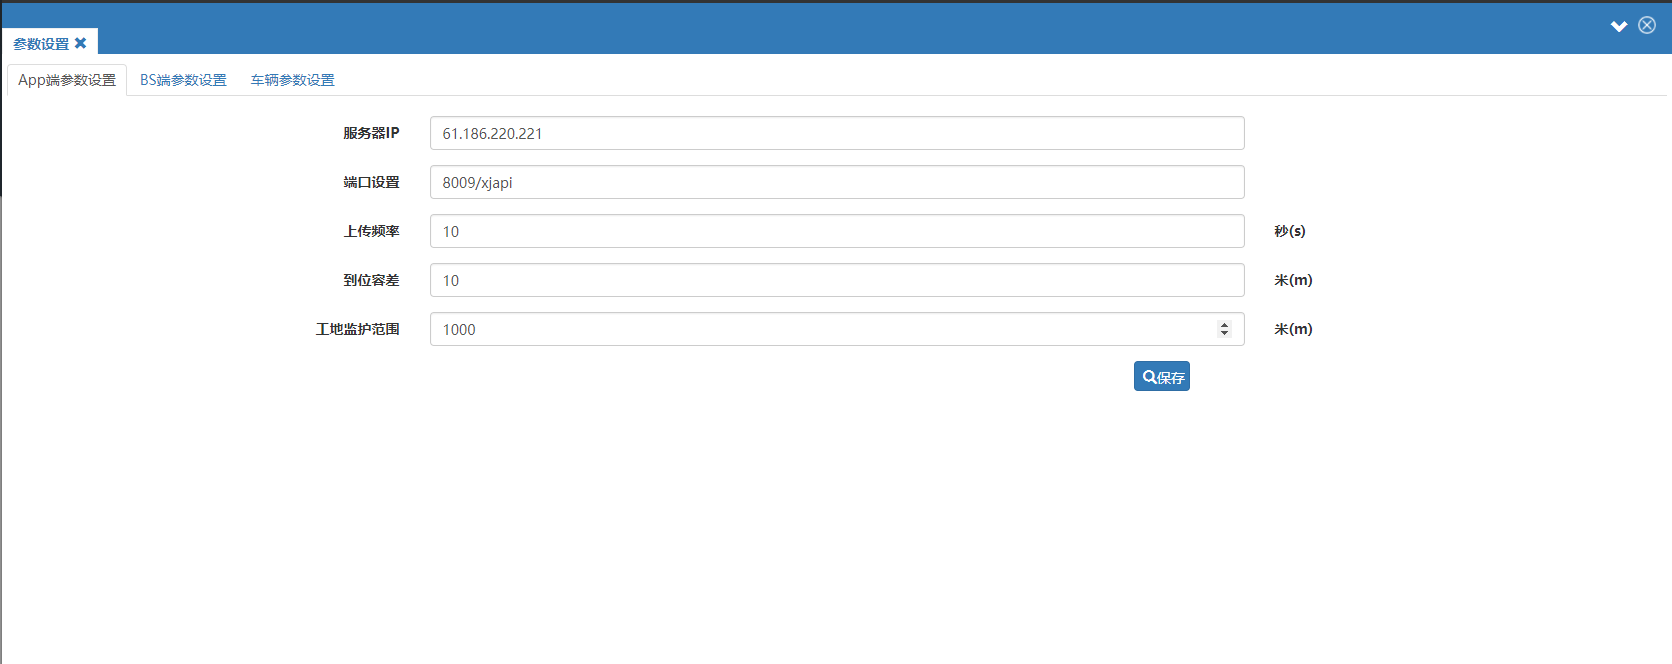 参数设置
App端参数设置 BS端参数设置 车辆参数设置
服务器IP 61.186.220.221
端口设置 8009/xjapi
上传频率 10 秒(s)
到位容差 10 米(m)
工地监护范围 1000 米(m)
保存